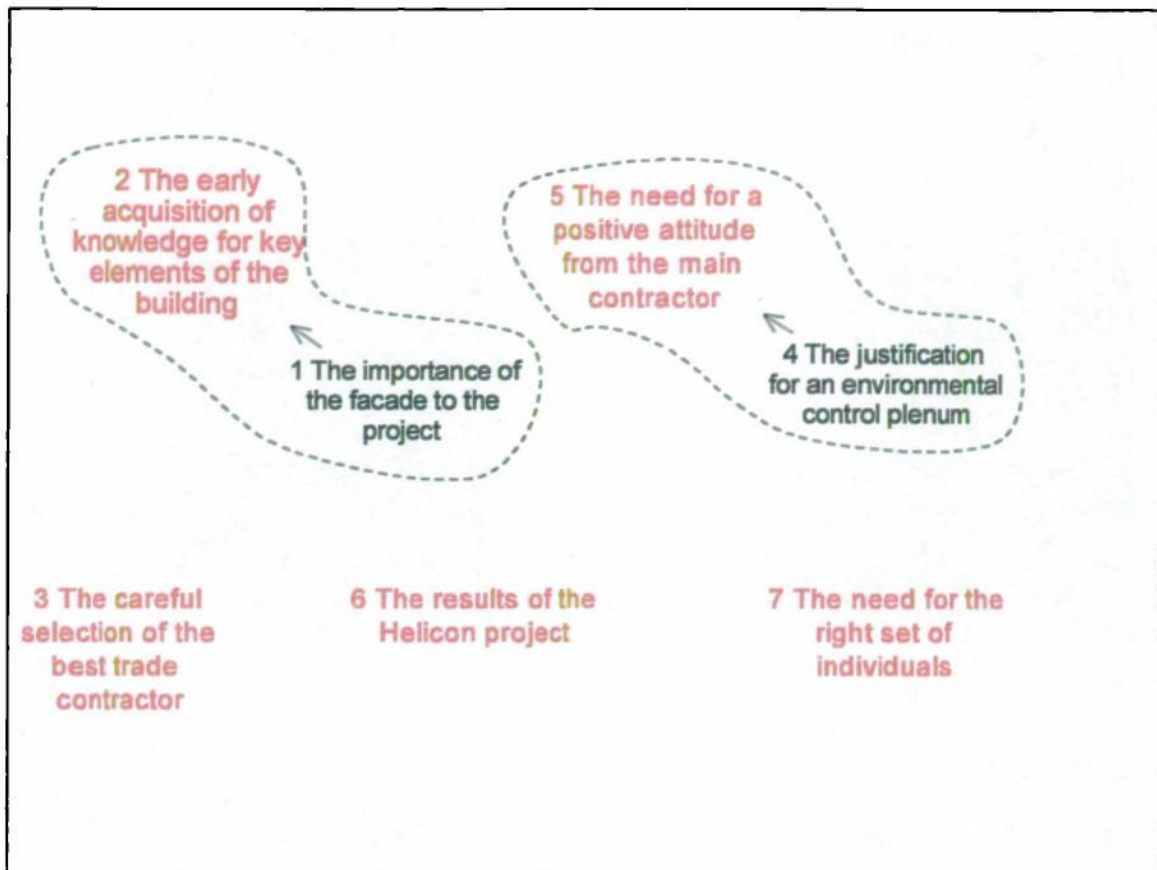 2 The early
acquisition of
knowledge for key
elements of the
building
1 The importance of
the facade to the
project
5 The need for a
positive attitude
from the main
contractor
4 The justification
for an environmental
control plenum
3 The careful
selection of the
best trade
contractor
6 The results of the
Helicon project
7 The need for the
right set of
individuals